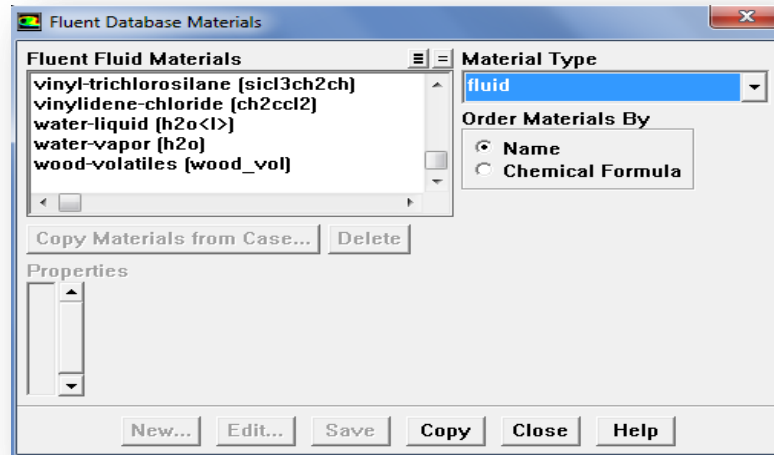 Fluent Database Materials
Fluent Fluid Materials
vinyl-trichlorosilane (sicl3ch2ch)
vinylidene-chloride (ch2ccl2)
water-liquid (h2o<l>)
water-vapor (h2o)
wood-volatiles (wood_vol)
Material Type
fluid
Order Materials By
Name
Chemical Formula
Copy Materials from Case... Delete
Properties
New... Edit... Save Copy Close Help